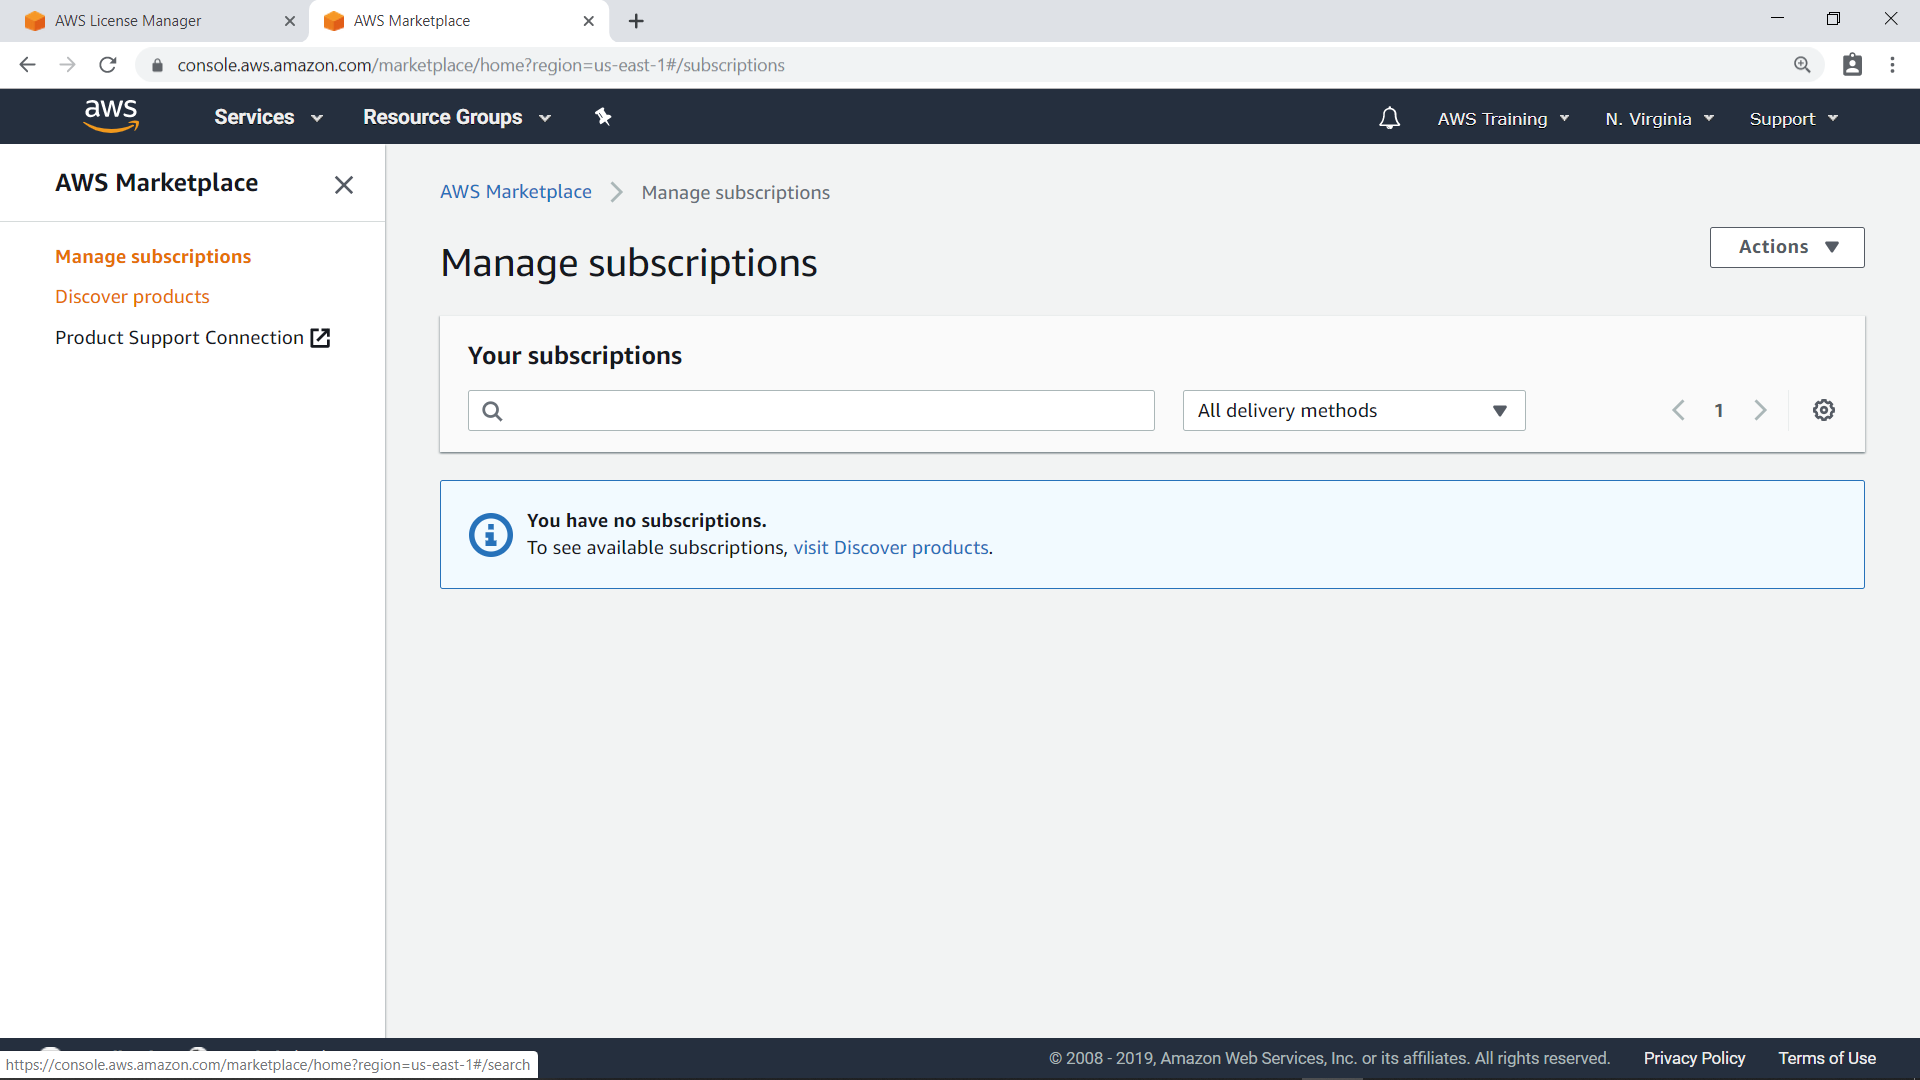 AWS License Manager
AWS Marketplace
console.aws.amazon.com/marketplace/home?region=us-east-1#/subscriptions
aws
Services
Resource Groups
AWS Training
N. Virginia
Support
AWS Marketplace
Manage subscriptions
Discover products
Product Support Connection
AWS Marketplace
Manage subscriptions
Manage subscriptions
Actions
Your subscriptions
All delivery methods
1
You have no subscriptions.
To see available subscriptions, visit Discover products.
https://console.aws.amazon.com/marketplace/home?region=us-east-1#/search
© 2008 - 2019, Amazon Web Services, Inc. or its affiliates. All rights reserved.
Privacy Policy
Terms of Use